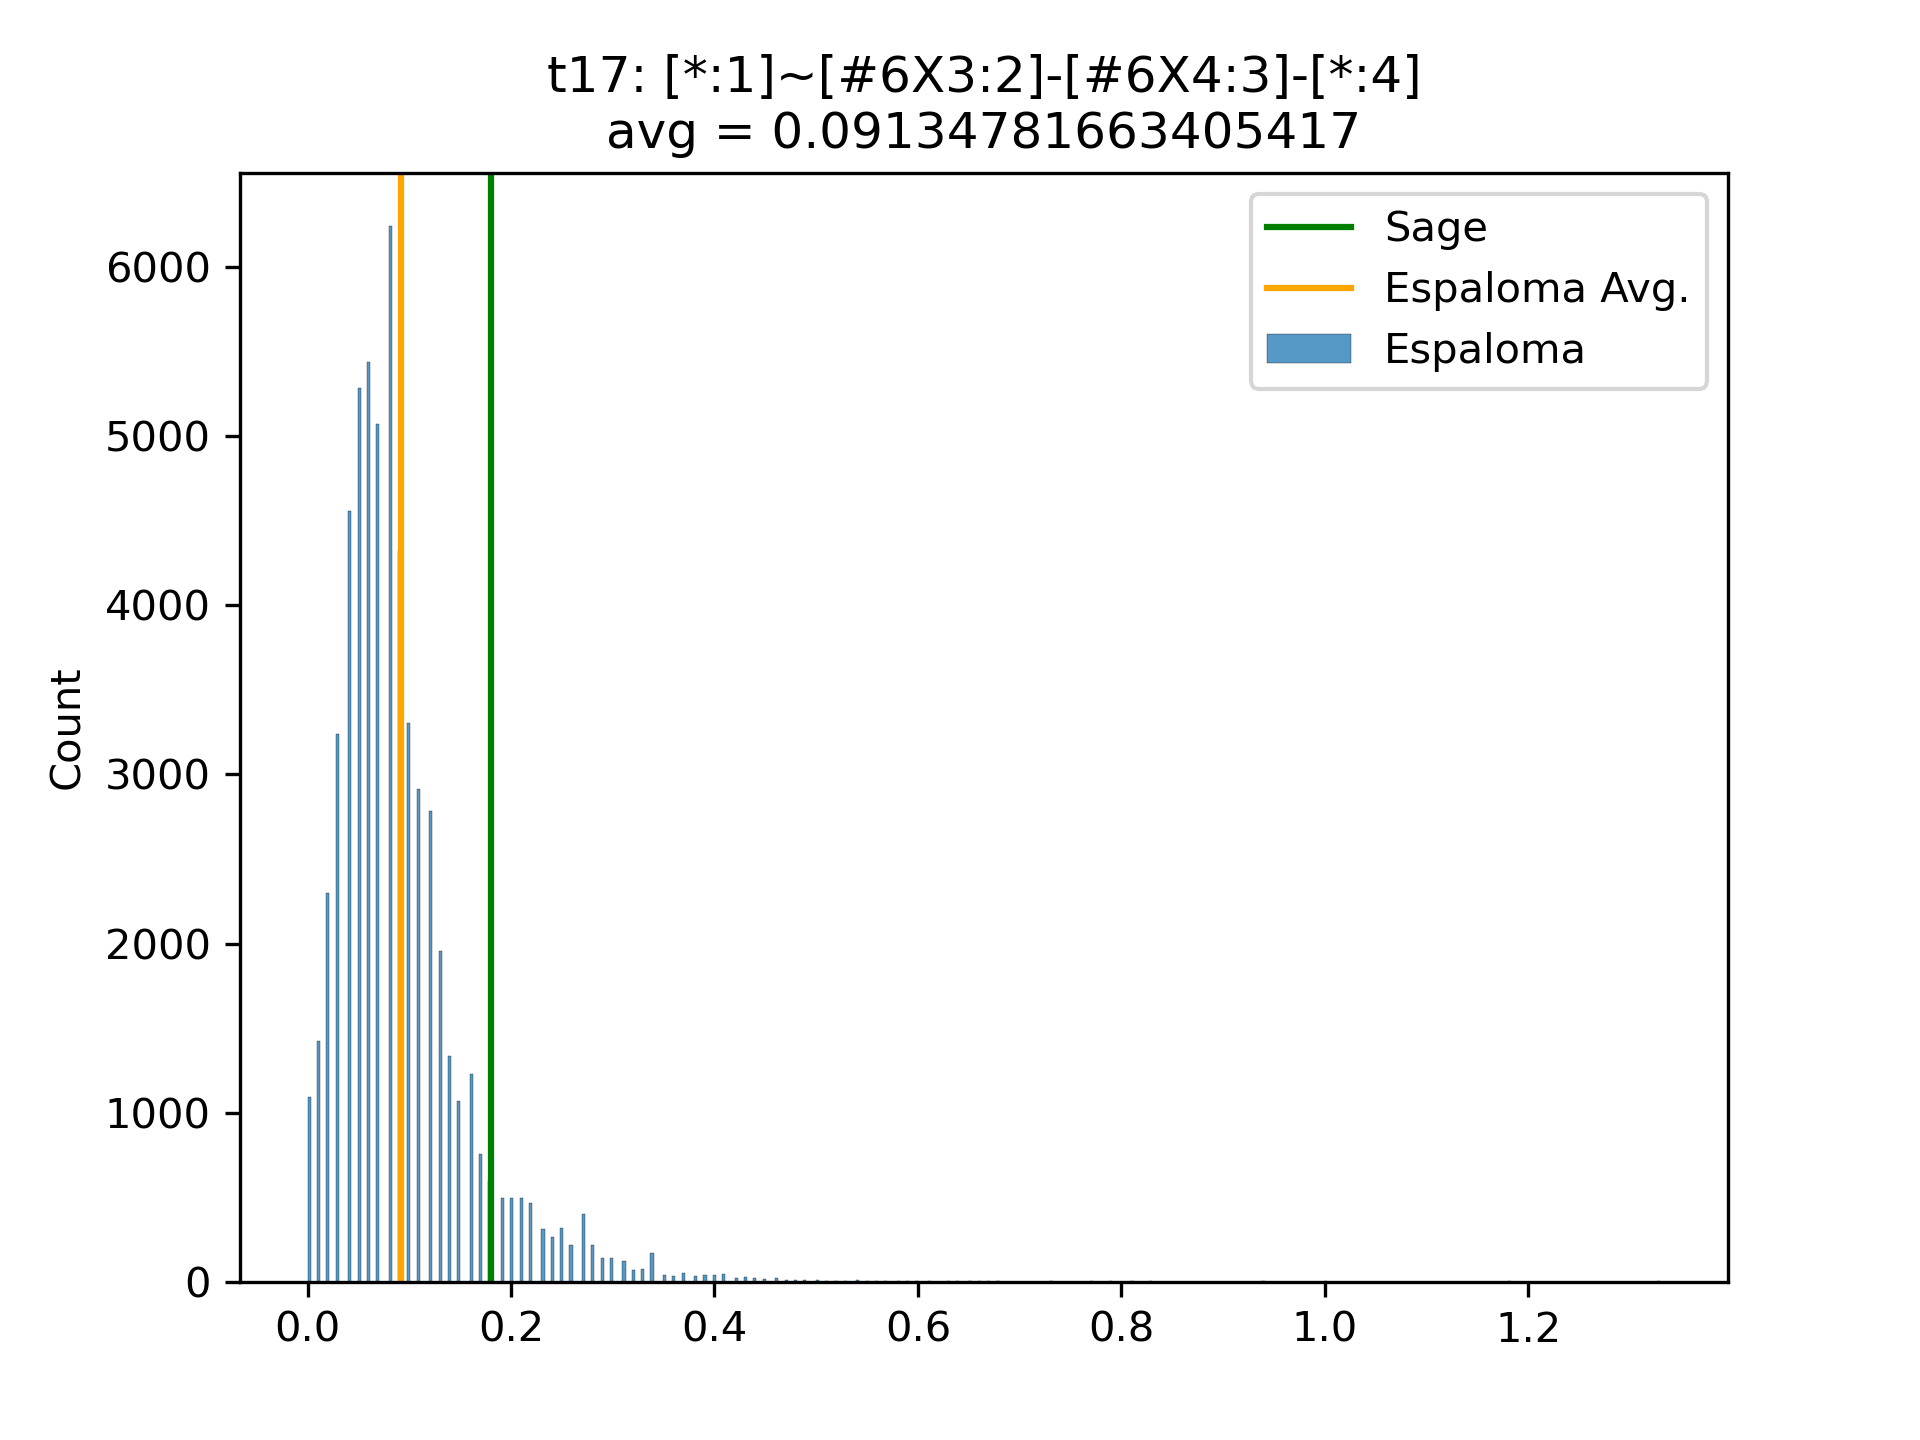 t17: [*:1]~[#6X3:2]-[#6X4:3]-[*:4]
avg = 0.09134781663405417
Sage
Espaloma Avg.
Espaloma
Count
6000
5000
4000
3000
2000
1000
0
0.0 0.2 0.4 0.6 0.8 1.0 1.2